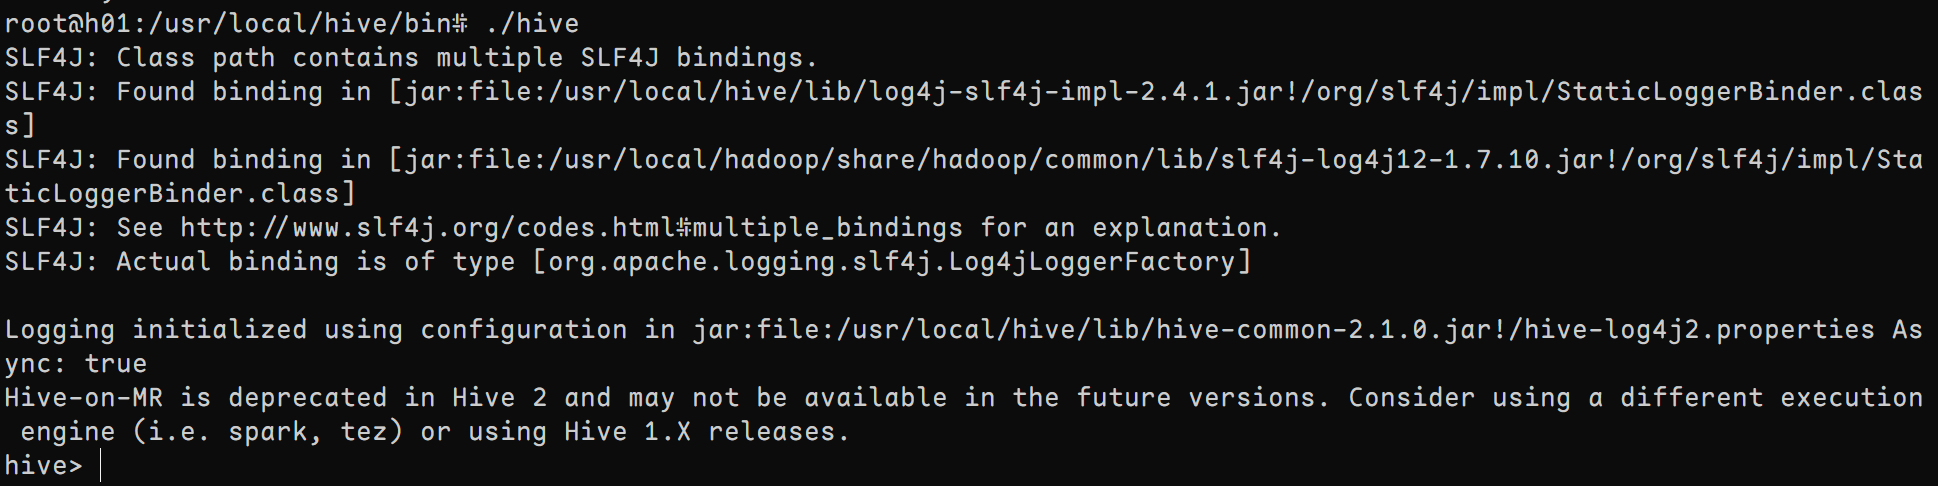 root@h01:/usr/local/hive/bin# ./hive
SLF4J: Class path contains multiple SLF4J bindings.
SLF4J: Found binding in [jar:file:/usr/local/hive/lib/log4j-slf4j-impl-2.4.1.jar!/org/slf4j/impl/StaticLoggerBinder.clas
s]
SLF4J: Found binding in [jar:file:/usr/local/hadoop/share/hadoop/common/lib/slf4j-log4j12-1.7.10.jar!/org/slf4j/impl/Sta
ticLoggerBinder.class]
SLF4J: See http://www.slf4j.org/codes.html#multiple_bindings for an explanation.
SLF4J: Actual binding is of type [org.apache.logging.slf4j.Log4jLoggerFactory]

Logging initialized using configuration in jar:file:/usr/local/hive/lib/hive-common-2.1.0.jar!/hive-log4j2.properties As
ync: true
Hive-on-MR is deprecated in Hive 2 and may not be available in the future versions. Consider using a different execution
 engine (i.e. spark, tez) or using Hive 1.X releases.
hive>